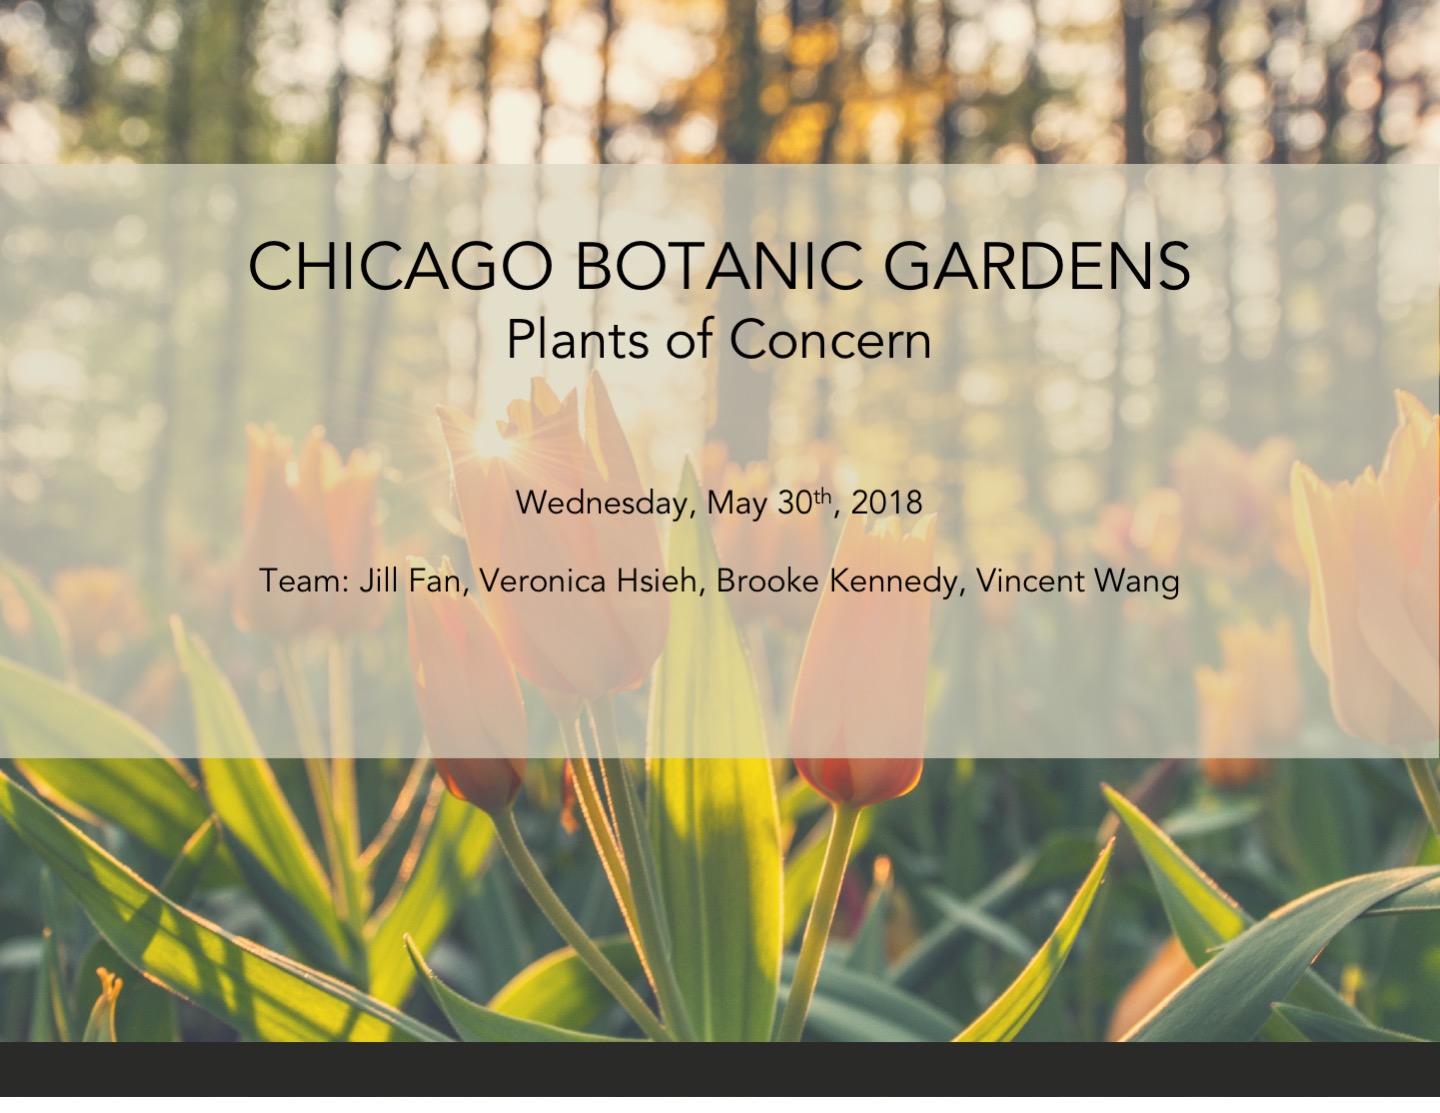 CHICAGO BOTANIC GARDENS
Plants of Concern
Wednesday, May 30th, 2018
Team: Jill Fan, Veronica Hsieh, Brooke Kennedy, Vincent Wang